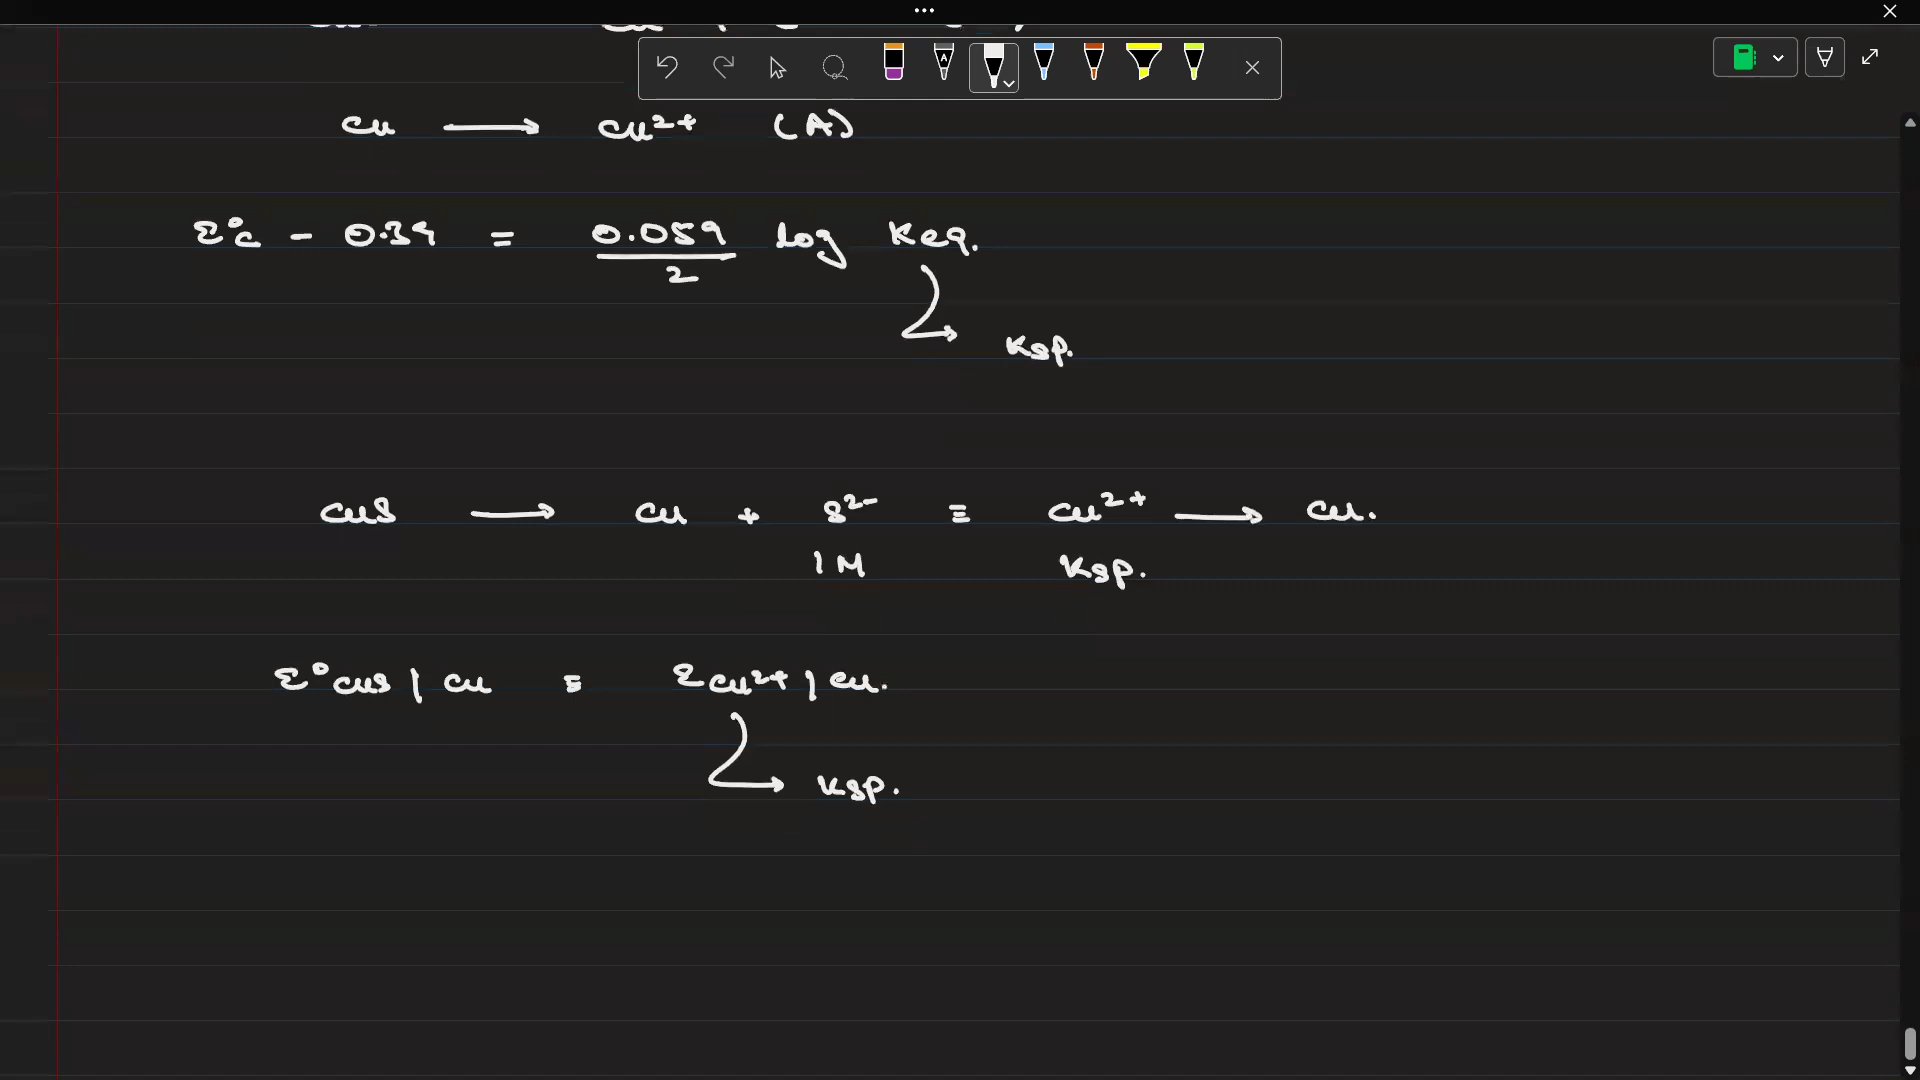 Cu ⟶ Cu²⁺ (A)
E°c - 0.34 = 0.059/2 log Keq.
Ksp.
CuS ⟶ Cu + S²⁻ ≡ Cu²⁺ ⟶ Cu.
1M Ksp.
E°CuS|Cu = ECu²⁺|Cu.
Ksp.